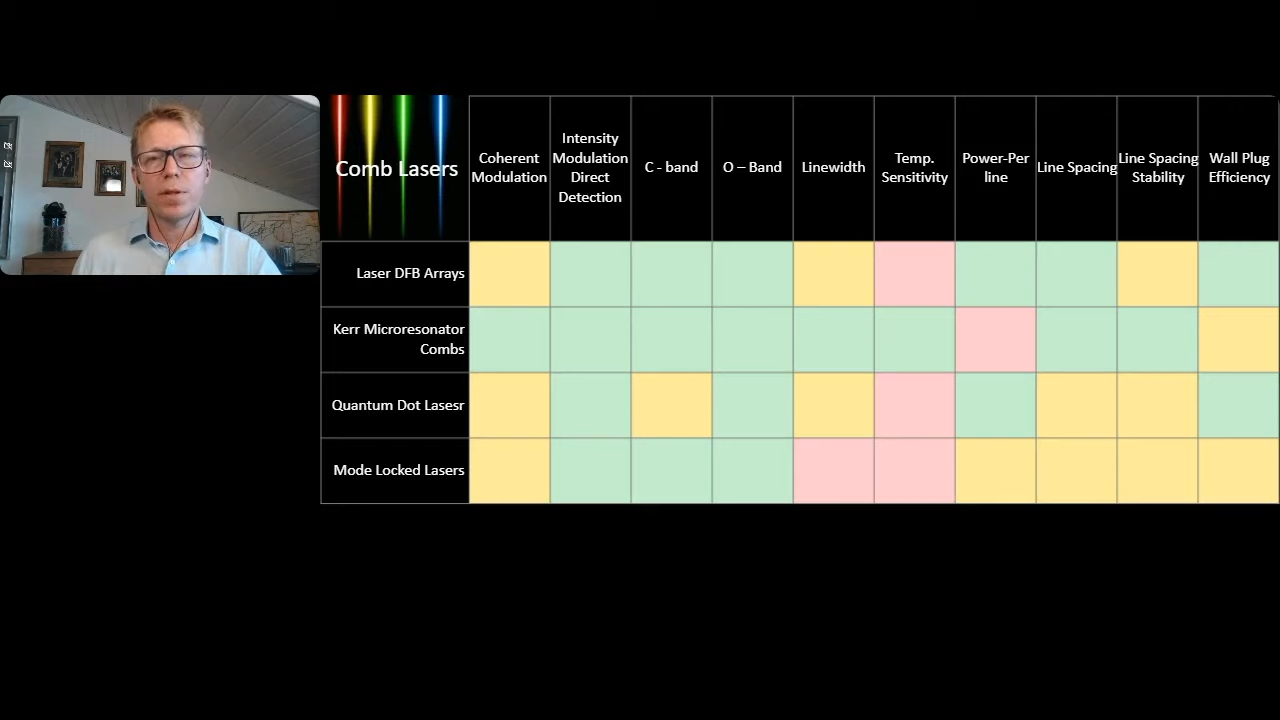 Comb Lasers
Coherent
Modulation
Intensity
Modulation
Direct
Detection
C - band
O – Band
Linewidth
Temp.
Sensitivity
Power-Per
line
Line Spacing
Line Spacing
Stability
Wall Plug
Efficiency
Laser DFB Arrays
Kerr Microresonator
Combs
Quantum Dot Lasesr
Mode Locked Lasers